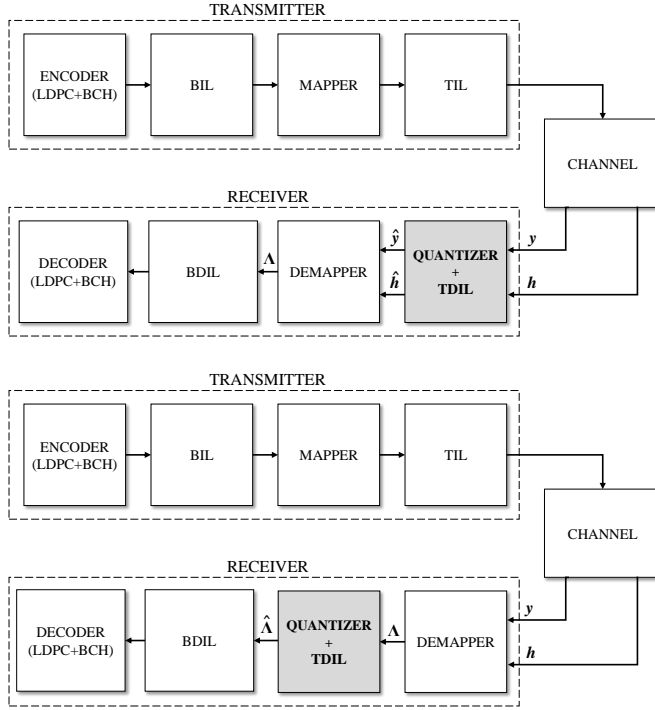 TRANSMITTER
ENCODER
(LDPC+BCH)
BIL
MAPPER
TIL
CHANNEL
RECEIVER
DECODER
(LDPC+BCH)
BDIL
Λ
DEMAPPER
ŷ
ĥ
QUANTIZER
+
TDIL
y
h
TRANSMITTER
ENCODER
(LDPC+BCH)
BIL
MAPPER
TIL
CHANNEL
RECEIVER
DECODER
(LDPC+BCH)
BDIL
Λ̂
QUANTIZER
+
TDIL
Λ
DEMAPPER
y
h